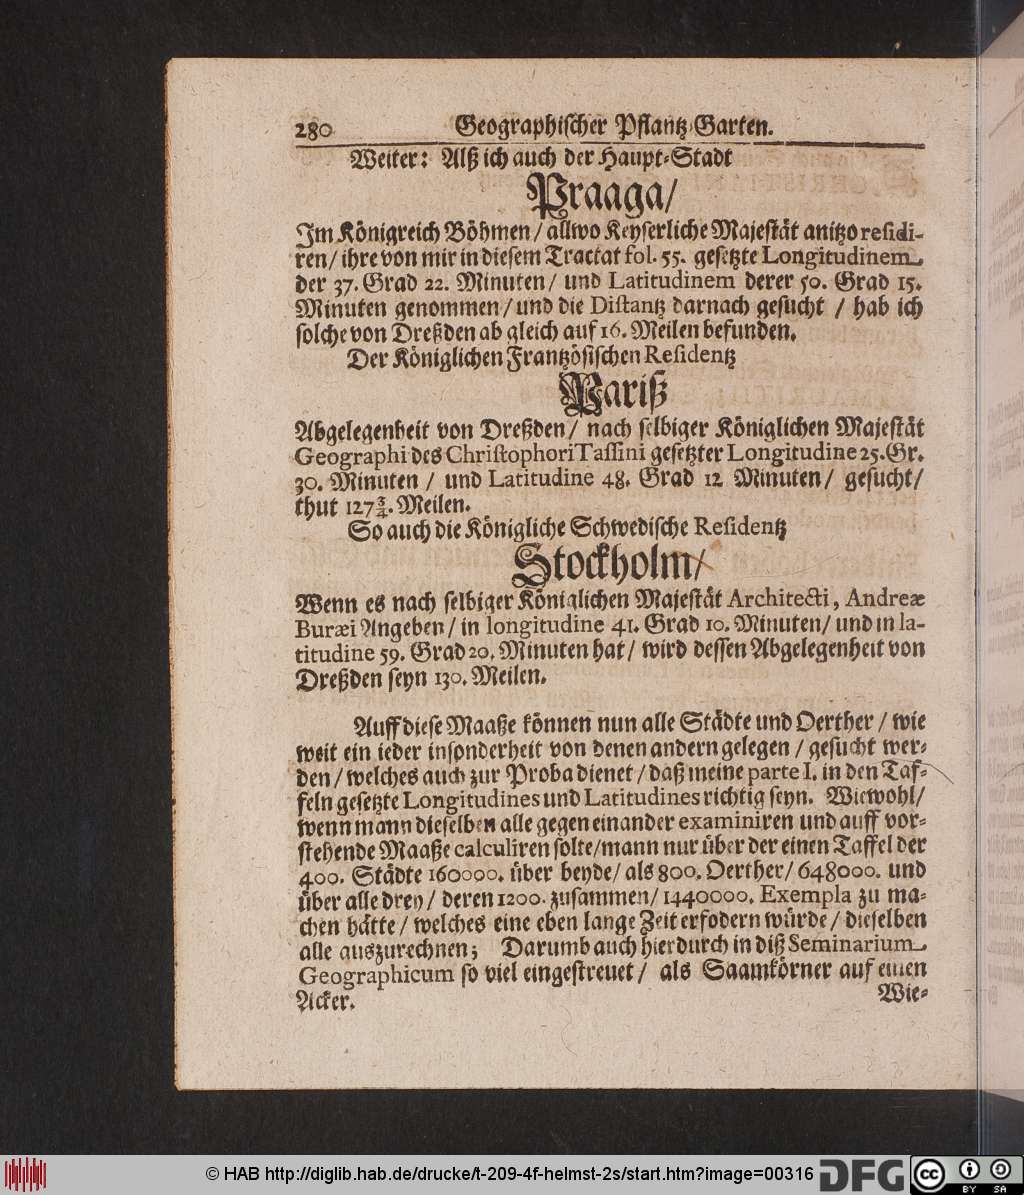 280 Geographischer Pflantz-Garten.
Weiter: Alß ich auch der Haupt-Stadt
Praaga/
Im Königreich Böhmen / allwo Keyserliche Majestät anitzo residi-
ren / ihre von mir in diesem Tractat fol. 55. gesetzte Longitudinem
der 37. Grad 22. Minuten / und Latitudinem derer 50. Grad 15.
Minuten genommen / und die Distantz darnach gesucht / hab ich
solche von Dreßden ab gleich auf 16. Meilen befunden.
Der Königlichen Frantzösischen Residentz
Pariß
Abgelegenheit von Dreßden / nach selbiger Königlichen Majestät
Geographi des Christophori Tassini gesetzter Longitudine 25. Gr.
30. Minuten / und Latitudine 48. Grad 12 Minuten / gesucht /
thut 127 3/4. Meilen.
So auch die Königliche Schwedische Residentz
Stockholm /
Wenn es nach selbiger Königlichen Majestät Architecti, Andreæ
Buræi Angeben / in longitudine 41. Grad 10. Minuten / und in la-
titudine 59. Grad 20. Minuten hat / wird dessen Abgelegenheit von
Dreßden seyn 130. Meilen.
Auff diese Maaße können nun alle Städte und Oerther / wie
weit ein ieder insonderheit von denen andern gelegen / gesucht wer-
den / welches auch zur Proba dienet / daß meine parte I. in den Taf-
feln gesetzte Longitudines und Latitudines richtig seyn. Wiewohl /
wenn mann dieselben alle gegen einander examiniren und auff vor-
stehende Maaße calculiren solte / mann nur über der einen Taffel der
400. Städte 160000. über beyde / als 800. Oerther / 648000. und
über alle drey / deren 1200. zusammen / 1440000. Exempla zu ma-
chen hätte / welches eine eben lange Zeit erfodern würde / dieselben
alle auszurechnen; Darumb auch hierdurch in diß Seminarium
Geographicum so viel eingestreuet / als Saamkörner auf einen
Acker. Wie-
© HAB http://diglib.hab.de/drucke/t-209-4f-helmst-2s/start.htm?image=00316 DFG cc BY SA